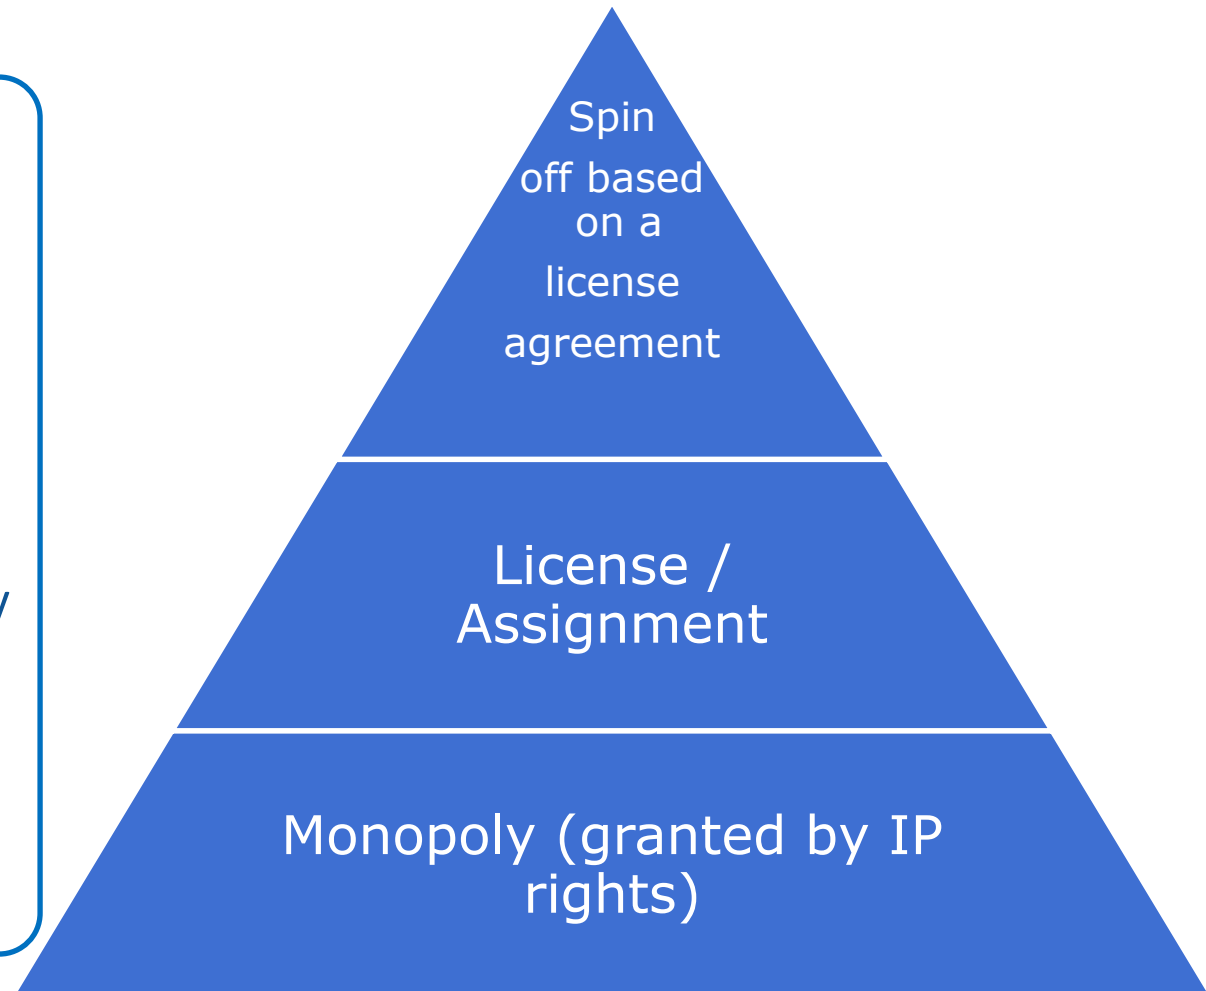 Spin
off based
on a
license
agreement
License /
Assignment
Monopoly (granted by IP
rights)